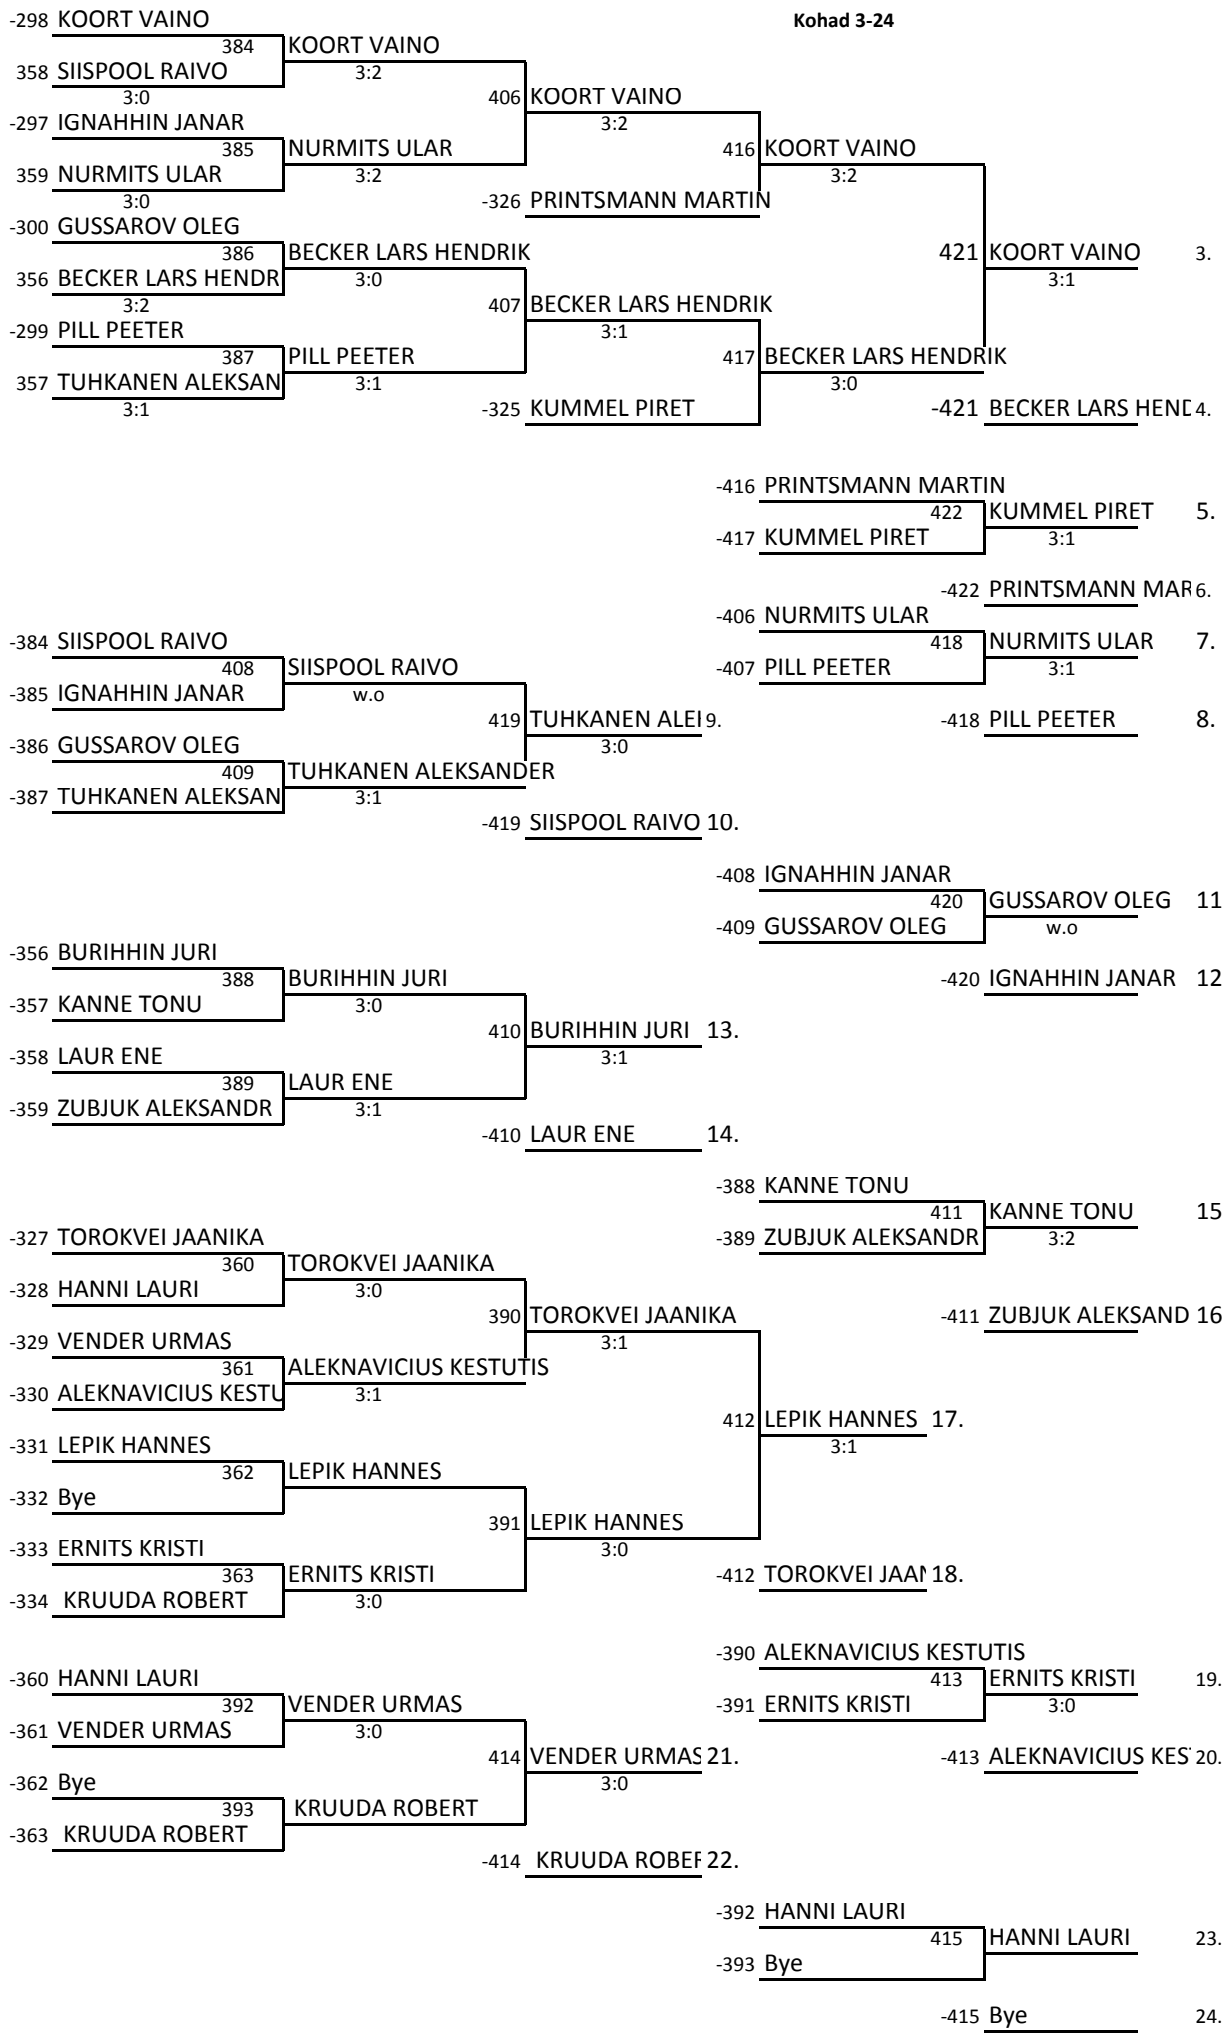 -298 KOORT VAINO
Kohad 3-24
384 KOORT VAINO
358 SIISPOOL RAIVO 3:2
3:0 406 KOORT VAINO
-297 IGNAHHIN JANAR 3:2
385 NURMITS ULAR 416 KOORT VAINO
359 NURMITS ULAR 3:2 3:2
3:0 -326 PRINTSMANN MARTIN
-300 GUSSAROV OLEG
386 BECKER LARS HENDRIK 421 KOORT VAINO 3.
356 BECKER LARS HENDR 3:0 3:1
3:2 407 BECKER LARS HENDRIK
-299 PILL PEETER 3:1
387 PILL PEETER 417 BECKER LARS HENDRIK
357 TUHKANEN ALEKSAN 3:1 3:0
3:1 -325 KUMMEL PIRET -421 BECKER LARS HEND 4.
-416 PRINTSMANN MARTIN
422 KUMMEL PIRET 5.
-417 KUMMEL PIRET 3:1
-422 PRINTSMANN MAR 6.
-406 NURMITS ULAR
-384 SIISPOOL RAIVO 418 NURMITS ULAR 7.
408 SIISPOOL RAIVO -407 PILL PEETER 3:1
-385 IGNAHHIN JANAR w.o
419 TUHKANEN ALEI 9. -418 PILL PEETER 8.
-386 GUSSAROV OLEG 3:0
409 TUHKANEN ALEKSANDER
-387 TUHKANEN ALEKSAN 3:1
-419 SIISPOOL RAIVO 10.
-408 IGNAHHIN JANAR
420 GUSSAROV OLEG 11
-409 GUSSAROV OLEG w.o
-356 BURIHHIN JURI
388 BURIHHIN JURI -420 IGNAHHIN JANAR 12
-357 KANNE TONU 3:0
410 BURIHHIN JURI 13.
-358 LAUR ENE 3:1
389 LAUR ENE
-359 ZUBJUK ALEKSANDR 3:1
-410 LAUR ENE 14.
-388 KANNE TONU
411 KANNE TONU 15
-327 TOROKVEI JAANIKA -389 ZUBJUK ALEKSANDR 3:2
360 TOROKVEI JAANIKA
-328 HANNI LAURI 3:0
390 TOROKVEI JAANIKA -411 ZUBJUK ALEKSAND 16
-329 VENDER URMAS 3:1
361 ALEKNAVICIUS KESTUTIS
-330 ALEKNAVICIUS KESTU 3:1
412 LEPIK HANNES 17.
-331 LEPIK HANNES 3:1
362 LEPIK HANNES
-332 Bye
391 LEPIK HANNES
-333 ERNITS KRISTI 3:0
363 ERNITS KRISTI -412 TOROKVEI JAAN 18.
-334 KRUUDA ROBERT 3:0
-390 ALEKNAVICIUS KESTUTIS
-360 HANNI LAURI 413 ERNITS KRISTI 19.
392 VENDER URMAS -391 ERNITS KRISTI 3:0
-361 VENDER URMAS 3:0
414 VENDER URMAS 21. -413 ALEKNAVICIUS KES 20.
-362 Bye 3:0
393 KRUUDA ROBERT
-363 KRUUDA ROBERT
-414 KRUUDA ROBER 22.
-392 HANNI LAURI
415 HANNI LAURI 23.
-393 Bye
-415 Bye 24.